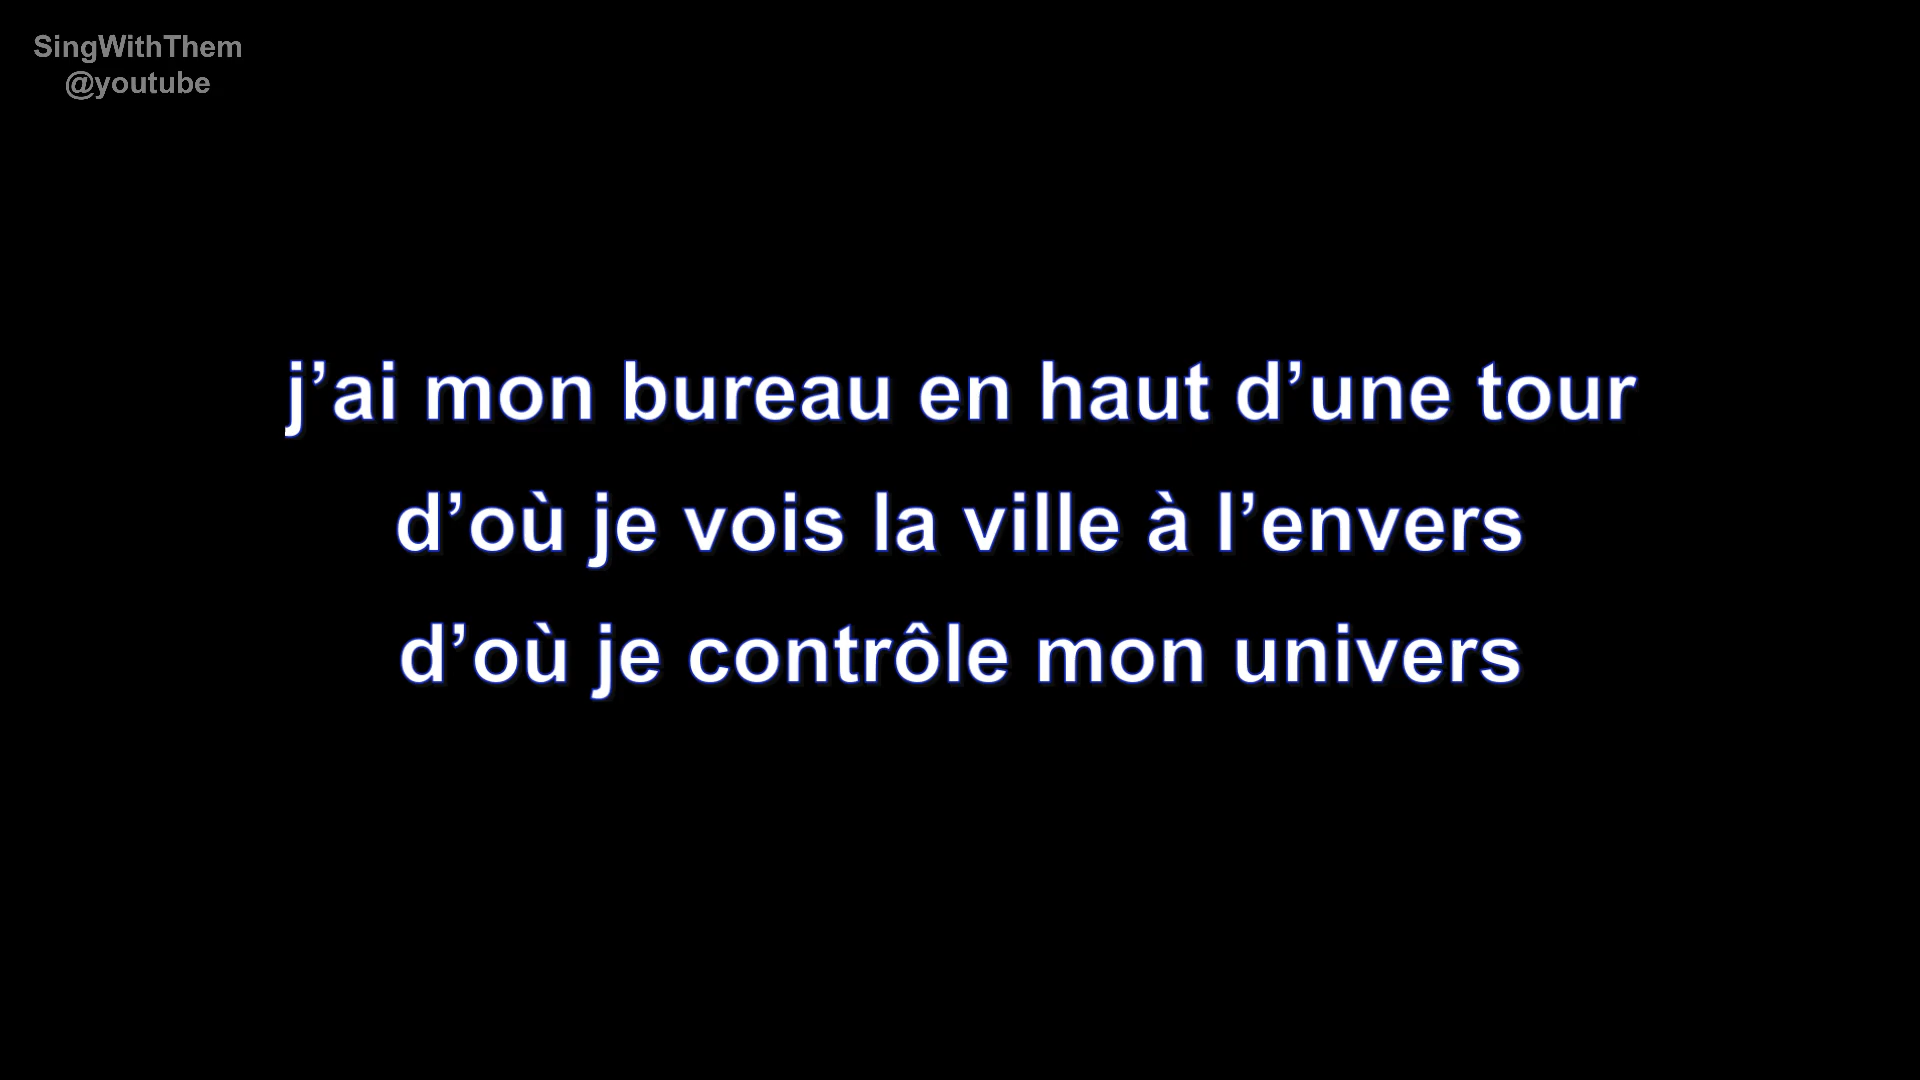 SingWithThem
@youtube
j’ai mon bureau en haut d’une tour
d’où je vois la ville à l’envers
d’où je contrôle mon univers